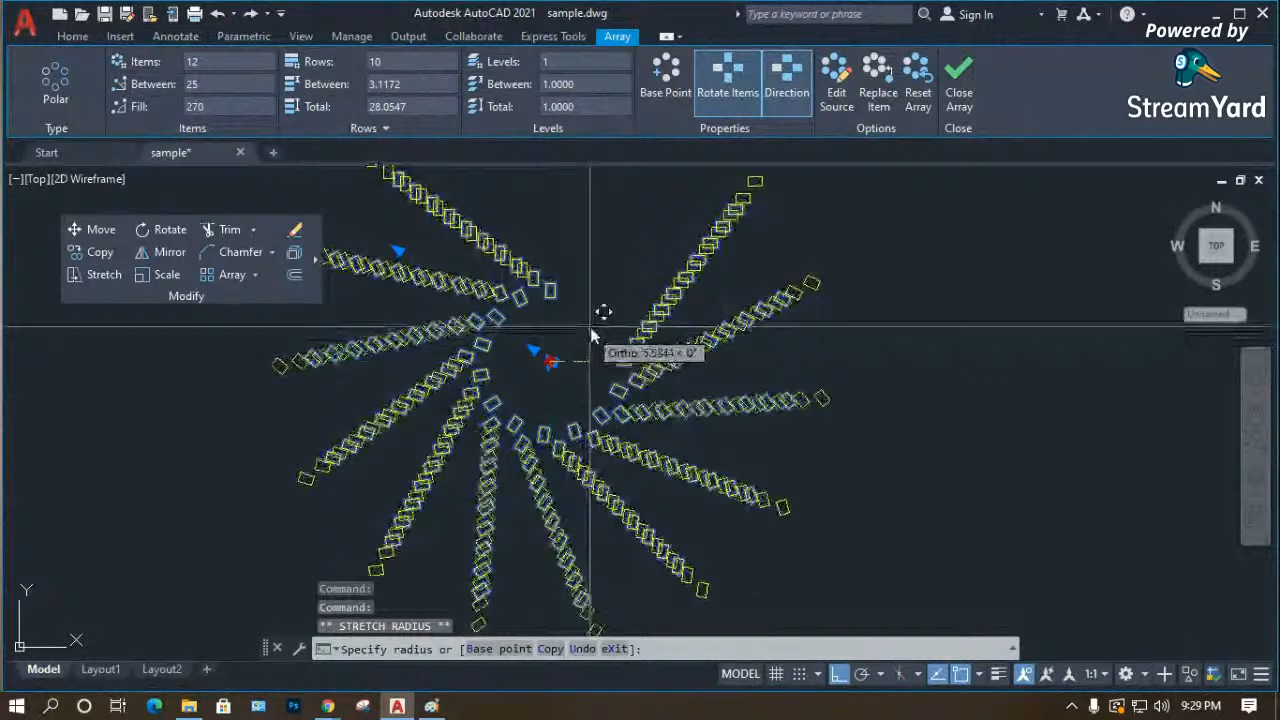 Autodesk AutoCAD 2021 sample.dwg
Type a keyword or phrase
Sign In
Powered by
StreamYard
Home Insert Annotate Parametric View Manage Output Collaborate Express Tools Array
Polar
Type
Items: 12
Between: 25
Fill: 270
Items
Rows: 10
Between: 3.1172
Total: 28.0547
Rows
Levels: 1
Between: 1.0000
Total: 1.0000
Levels
Base Point
Rotate Items
Direction
Properties
Edit Source
Replace Item
Reset Array
Options
Close Array
Close
Start sample*
[−][Top][2D Wireframe]
Move Rotate Trim
Copy Mirror Chamfer
Stretch Scale Array
Modify
N
W TOP E
S
Unnamed
Y
X
Command:
Command:
** STRETCH RADIUS **
Specify radius or [Base point Copy Undo eXit]:
Model Layout1 Layout2
MODEL
1:1
9:29 PM